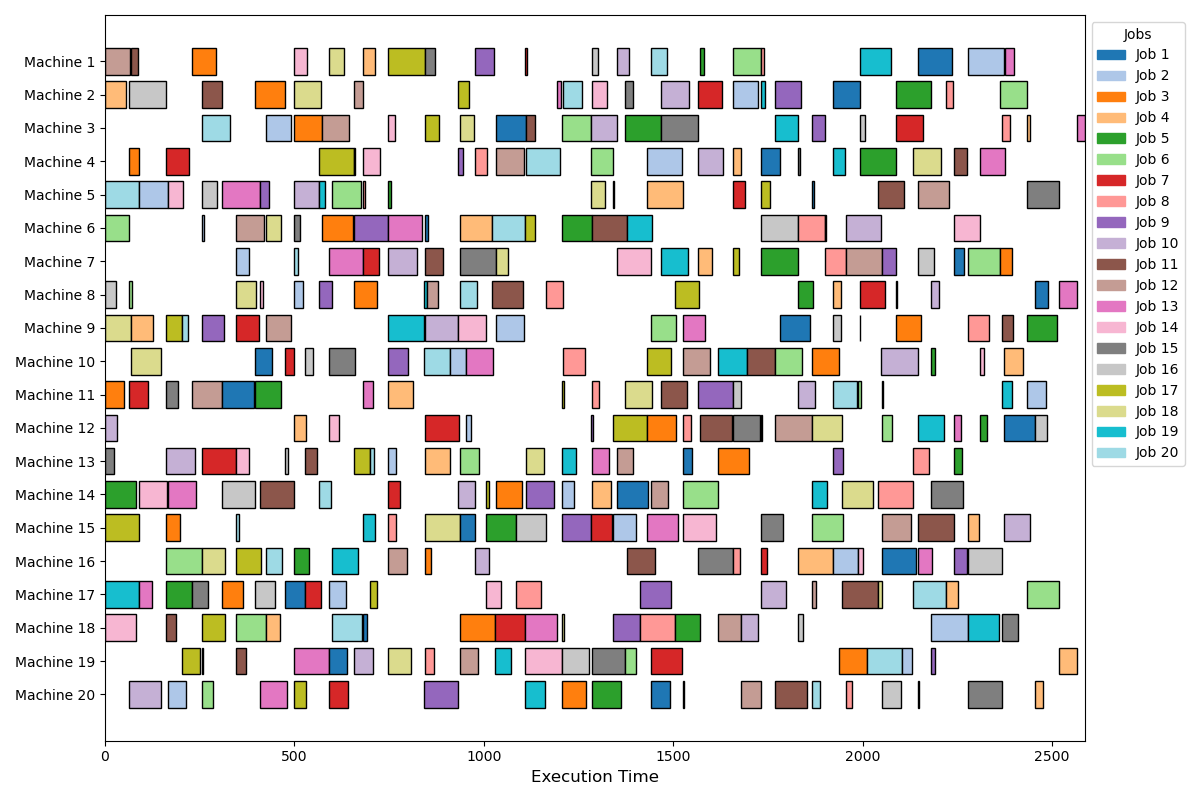 Machine 1
Machine 2
Machine 3
Machine 4
Machine 5
Machine 6
Machine 7
Machine 8
Machine 9
Machine 10
Machine 11
Machine 12
Machine 13
Machine 14
Machine 15
Machine 16
Machine 17
Machine 18
Machine 19
Machine 20
0 500 1000 1500 2000 2500
Execution Time
Jobs
Job 1
Job 2
Job 3
Job 4
Job 5
Job 6
Job 7
Job 8
Job 9
Job 10
Job 11
Job 12
Job 13
Job 14
Job 15
Job 16
Job 17
Job 18
Job 19
Job 20